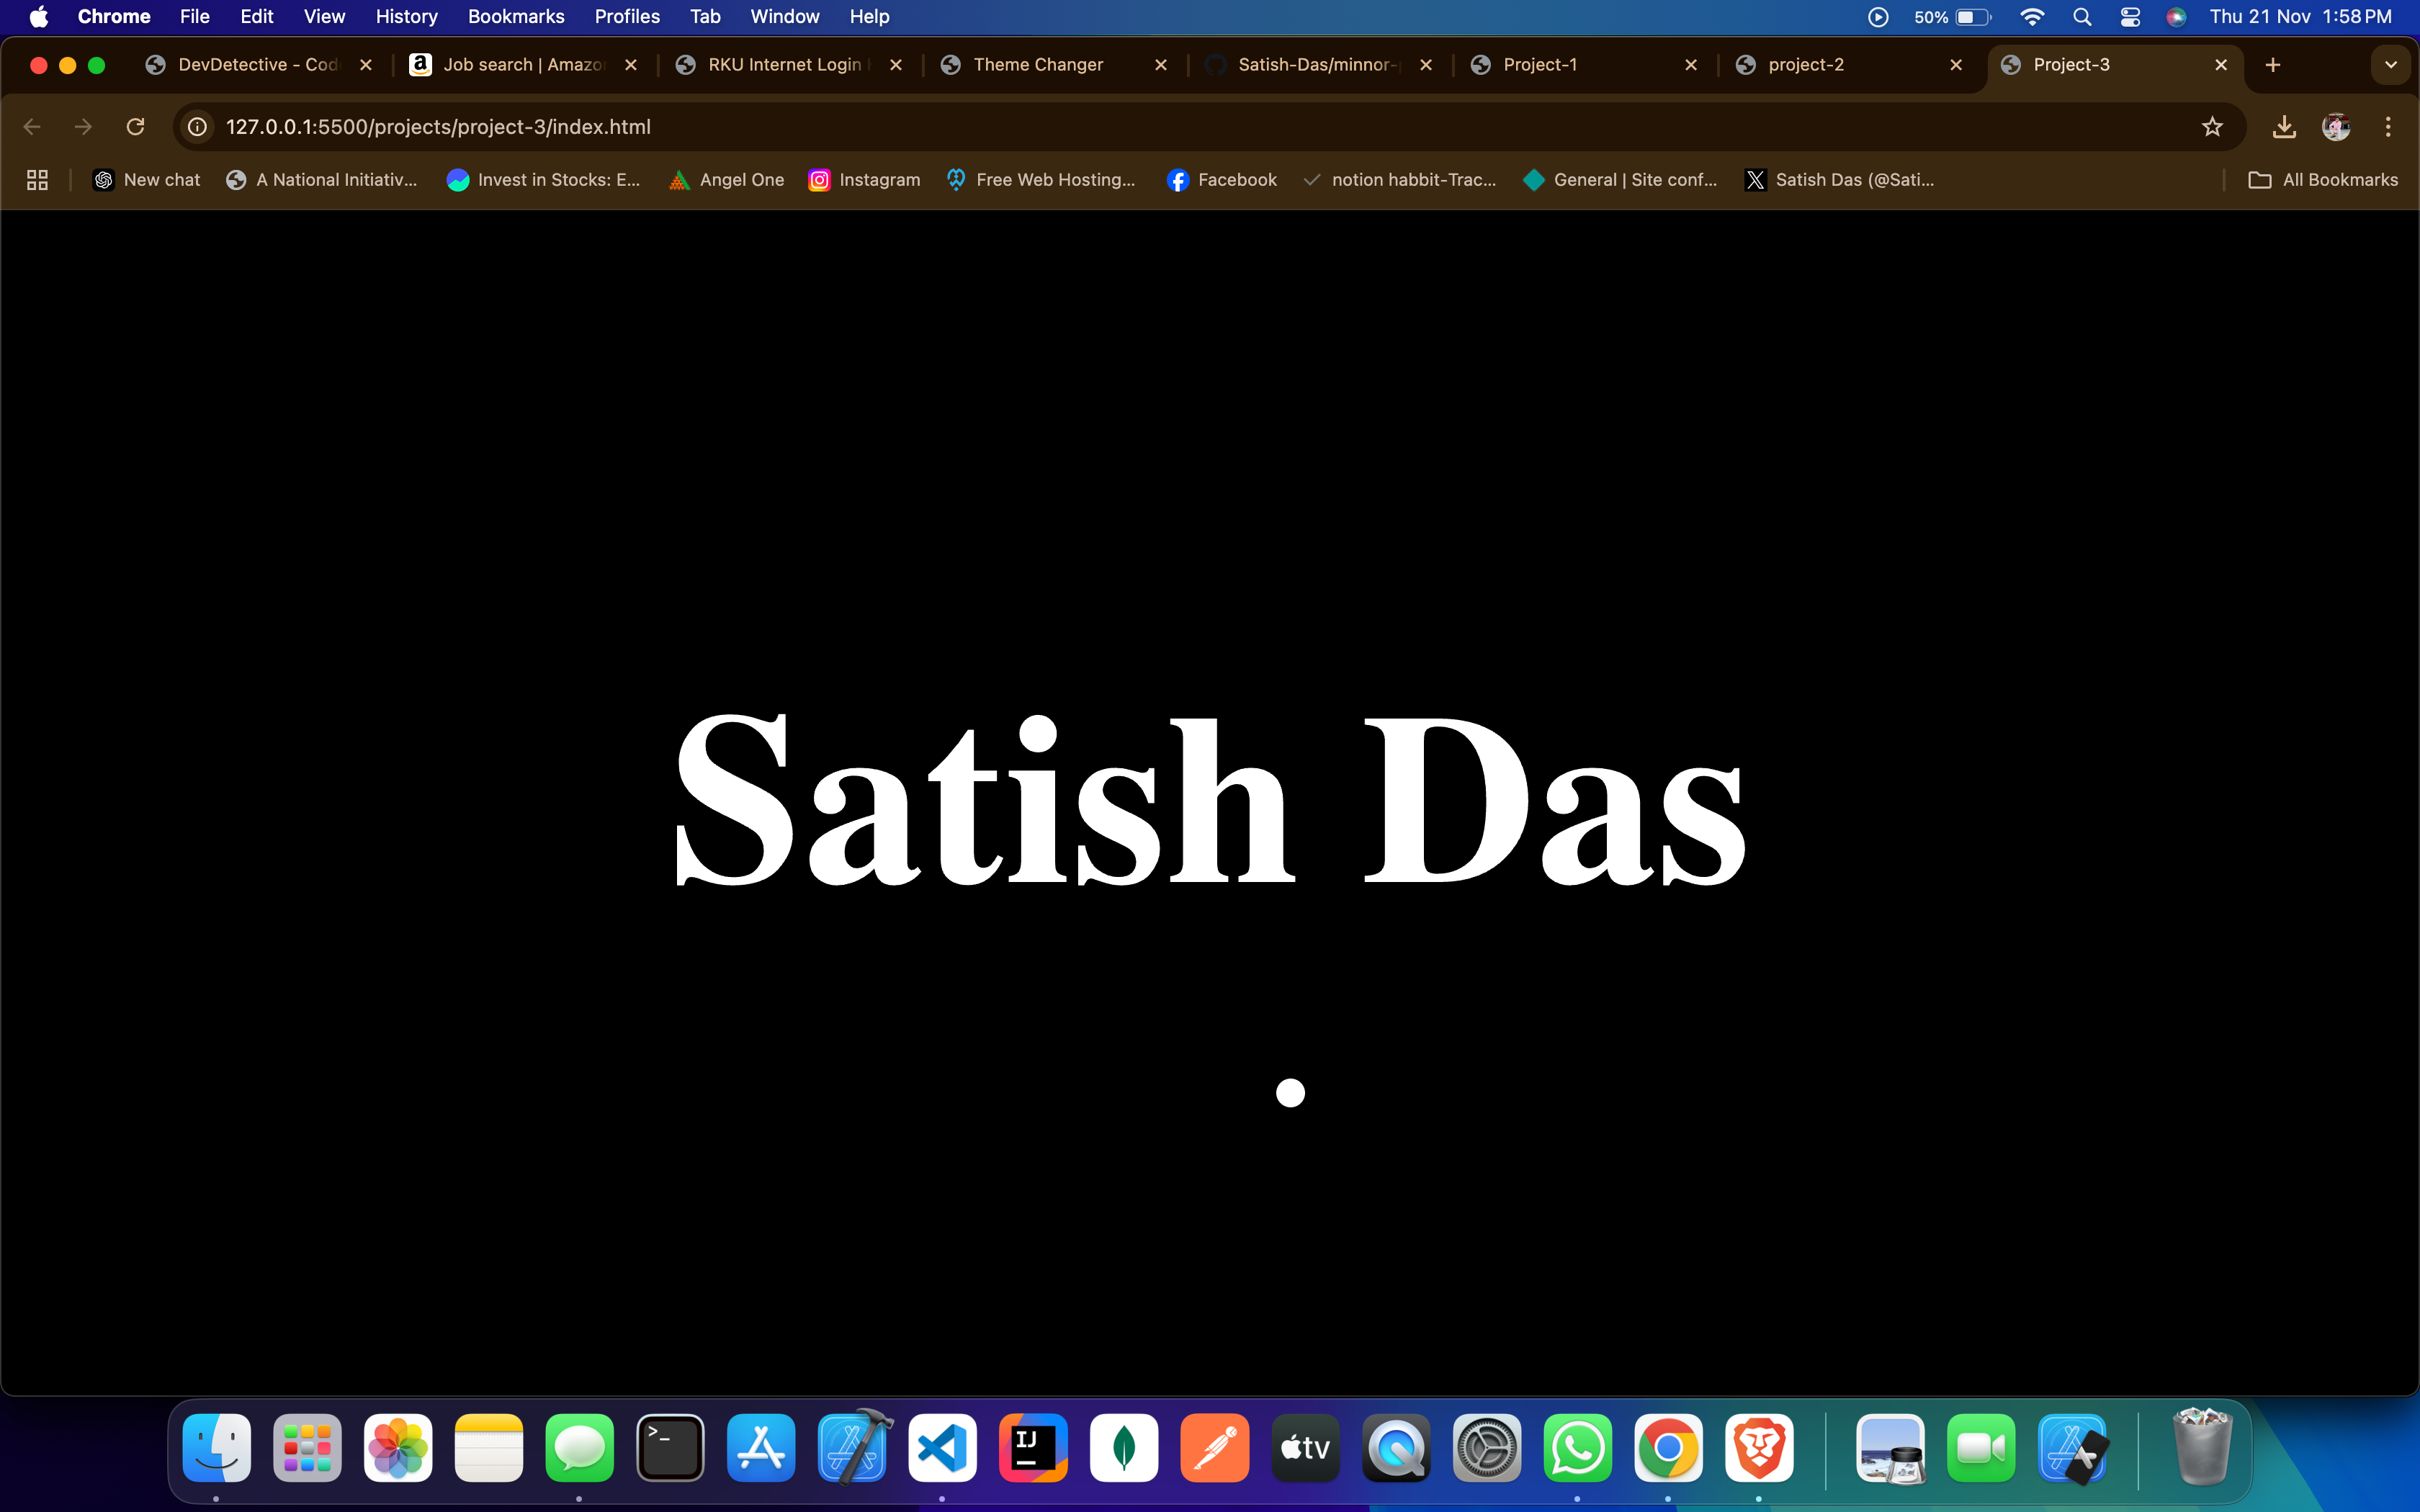 Chrome File Edit View History Bookmarks Profiles Tab Window Help 50% Thu 21 Nov 1:58 PM
DevDetective - Cod Job search | Amazo RKU Internet Login Theme Changer Satish-Das/minnor- Project-1 project-2 Project-3
127.0.0.1:5500/projects/project-3/index.html
New chat A National Initiativ... Invest in Stocks: E... Angel One Instagram Free Web Hosting... Facebook notion habbit-Trac... General | Site conf... Satish Das (@Sati... All Bookmarks
Satish Das
>_ IJ tv